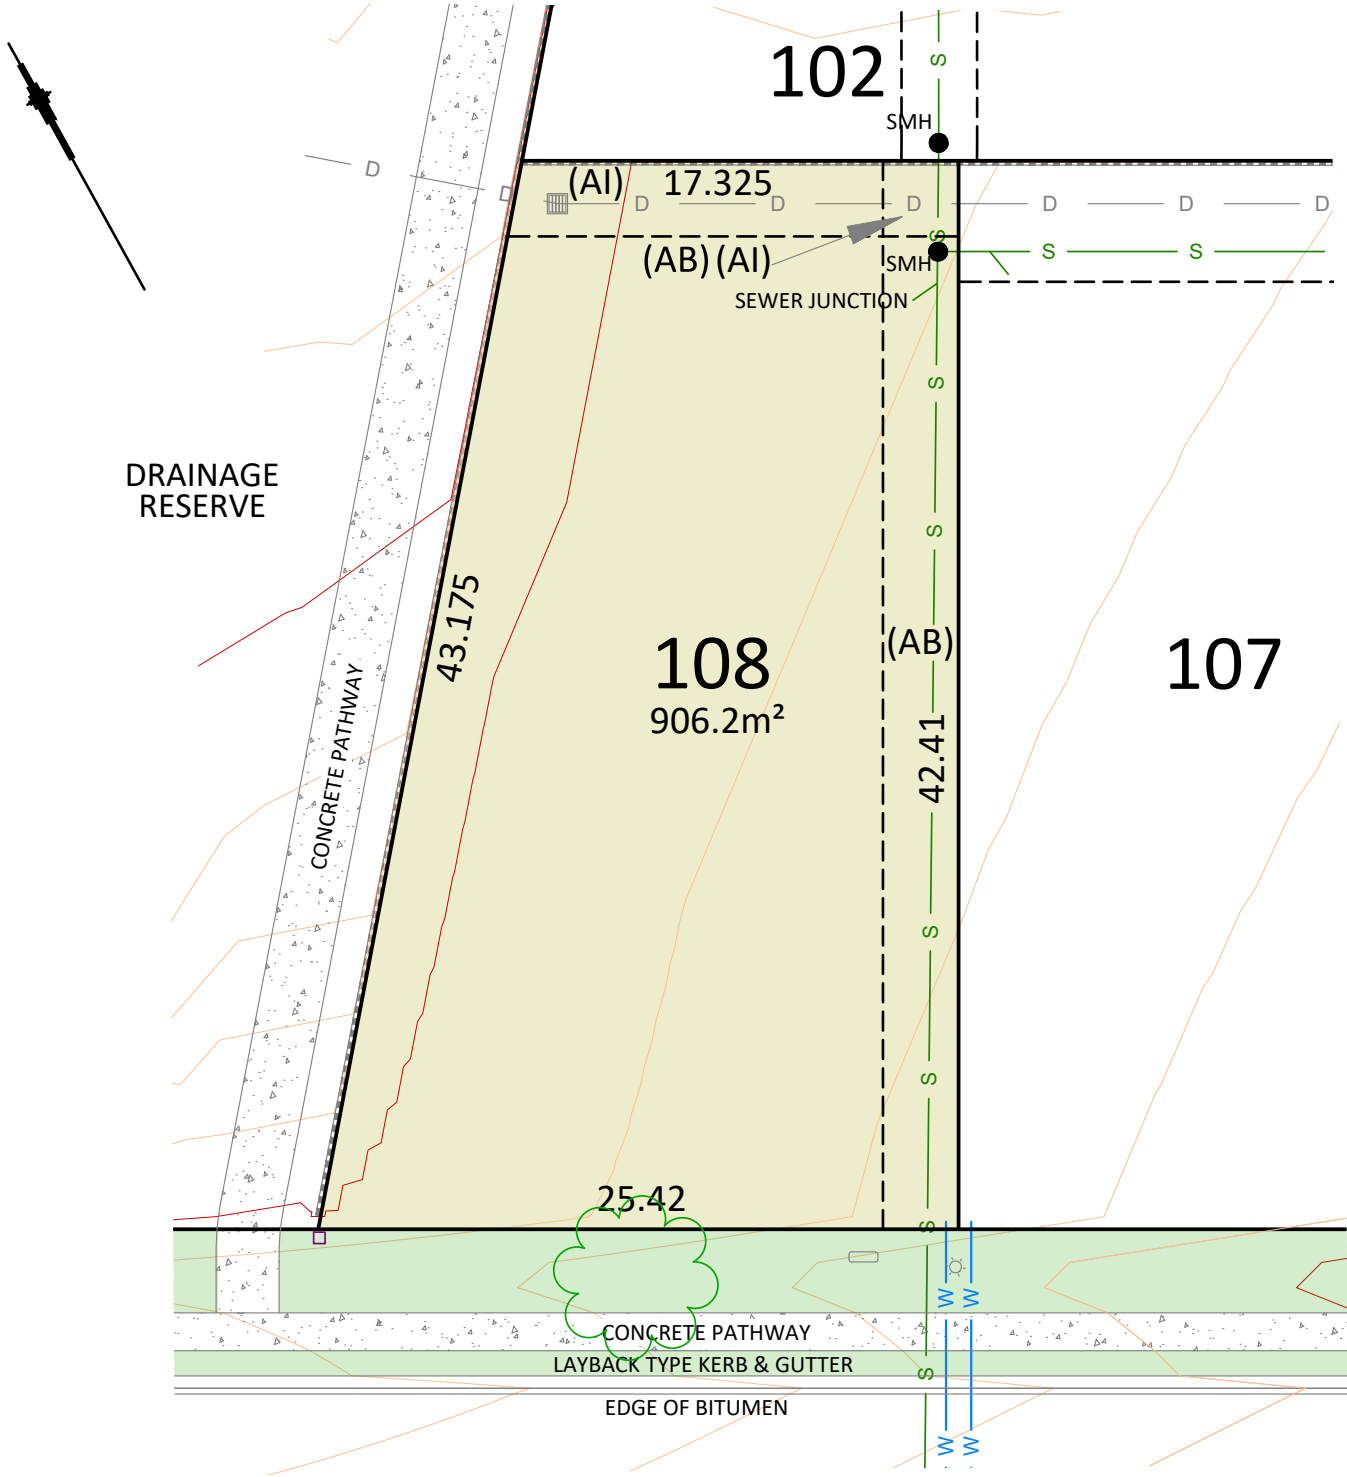 102
S
SMH
D
D
(AI)
17.325
D
D
D
D
D
D
S
(AB) (AI)
SMH
S
S
SEWER JUNCTION
S
DRAINAGE
RESERVE
S
43.175
108
906.2m²
(AB)
107
42.41
CONCRETE PATHWAY
S
S
25.42
S
W
W
CONCRETE PATHWAY
LAYBACK TYPE KERB & GUTTER
S
EDGE OF BITUMEN
W
W